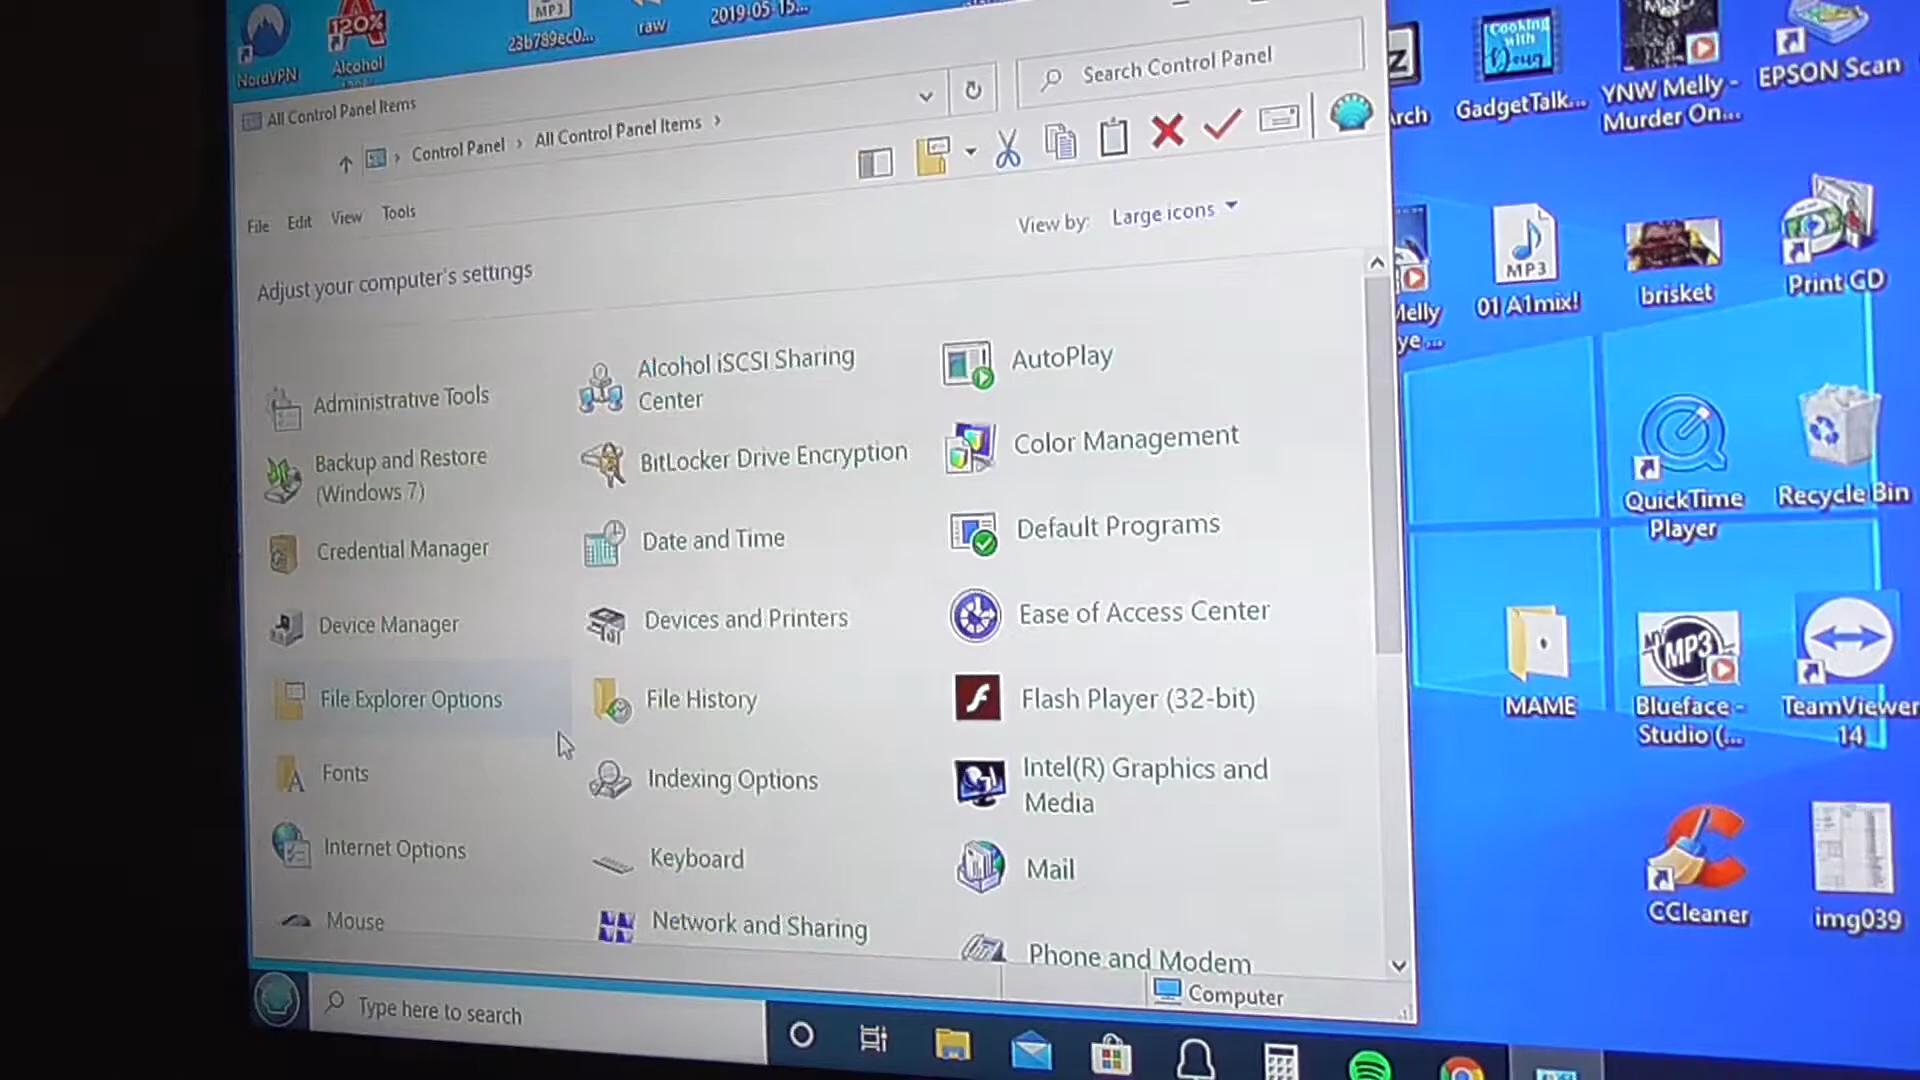 NordVPN
120%
Alcohol
MP3
23b789ec0...
raw
2019-05-15...
All Control Panel Items
Control Panel › All Control Panel Items ›
Search Control Panel
File Edit View Tools
View by: Large icons
Adjust your computer's settings
Administrative Tools
Alcohol iSCSI Sharing
Center
AutoPlay
Backup and Restore
(Windows 7)
BitLocker Drive Encryption
Color Management
Credential Manager
Date and Time
Default Programs
Device Manager
Devices and Printers
Ease of Access Center
File Explorer Options
File History
Flash Player (32-bit)
Fonts
Indexing Options
Intel(R) Graphics and
Media
Internet Options
Keyboard
Mail
Mouse
Network and Sharing
Phone and Modem
Computer
Type here to search
Cooking
with
Doug
GadgetTalk...
YNW Melly -
Murder On...
EPSON Scan
MP3
01 A1mix!
brisket
Print CD
QuickTime
Player
Recycle Bin
MAME
MY
MP3
Blueface -
Studio (...
TeamViewer
14
CCleaner
img039